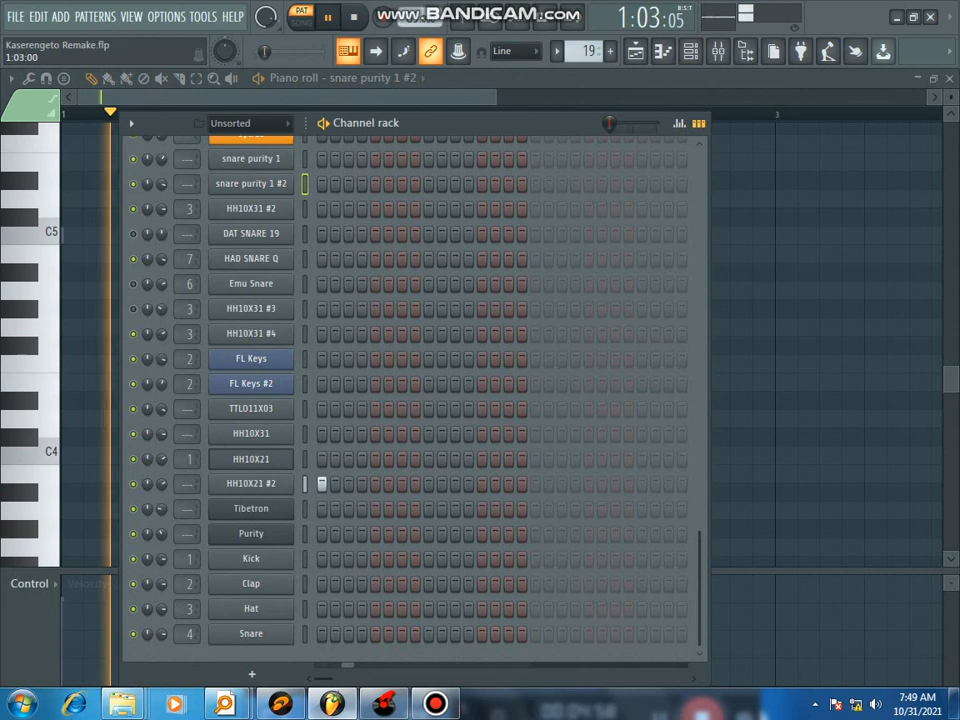 FILE EDIT ADD PATTERNS VIEW OPTIONS TOOLS HELP
PAT
www.BANDICAM.com
1:03:05
B:S:T
Kaserengeto Remake.flp
1:03:00
Line
19
Piano roll - snare purity 1 #2
1
3
Unsorted
Channel rack
snare purity 1
snare purity 1 #2
3 HH10X31 #2
DAT SNARE 19
7 HAD SNARE Q
6 Emu Snare
3 HH10X31 #3
3 HH10X31 #4
2 FL Keys
2 FL Keys #2
TTLO11X03
HH10X31
1 HH10X21
HH10X21 #2
Tibetron
Purity
1 Kick
2 Clap
3 Hat
4 Snare
C5
C4
Control
Velocity
7:49 AM
10/31/2021